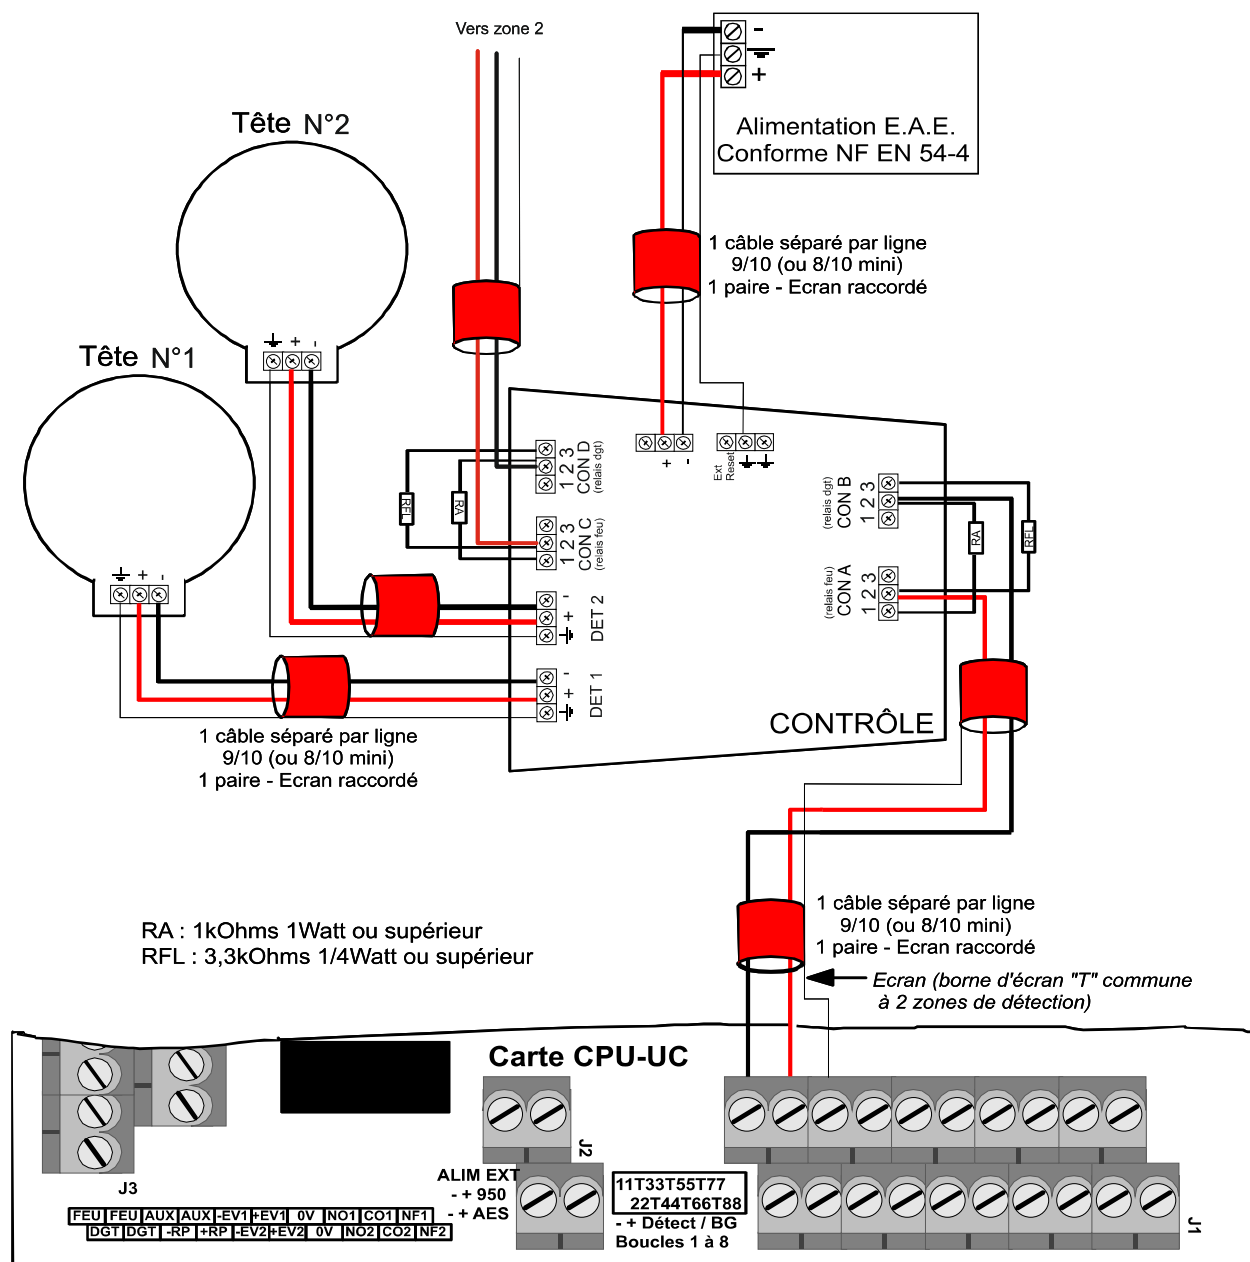 Vers zone 2
-
+
Alimentation E.A.E.
Conforme NF EN 54-4
Tête N°2
+ -
1 câble séparé par ligne
9/10 (ou 8/10 mini)
1 paire - Ecran raccordé
Tête N°1
+ -
RFL
RA
1 2 3
CON D
(relais dgt)
1 2 3
CON C
(relais feu)
+ -
Ext
Reset
(relais dgt)
CON B
1 2 3
(relais feu)
CON A
1 2 3
RA
RFL
- +
DET 2
- +
DET 1
CONTRÔLE
1 câble séparé par ligne
9/10 (ou 8/10 mini)
1 paire - Ecran raccordé
1 câble séparé par ligne
9/10 (ou 8/10 mini)
1 paire - Ecran raccordé
RA : 1kOhms 1Watt ou supérieur
RFL : 3,3kOhms 1/4Watt ou supérieur
Ecran (borne d'écran "T" commune
à 2 zones de détection)
Carte CPU-UC
J2
J3
ALIM EXT
- + 950
- + AES
11T33T55T77
22T44T66T88
- + Détect / BG
Boucles 1 à 8
J1
FEU FEU AUX AUX -EV1 +EV1 0V NO1 CO1 NF1
DGT DGT -RP +RP -EV2 +EV2 0V NO2 CO2 NF2